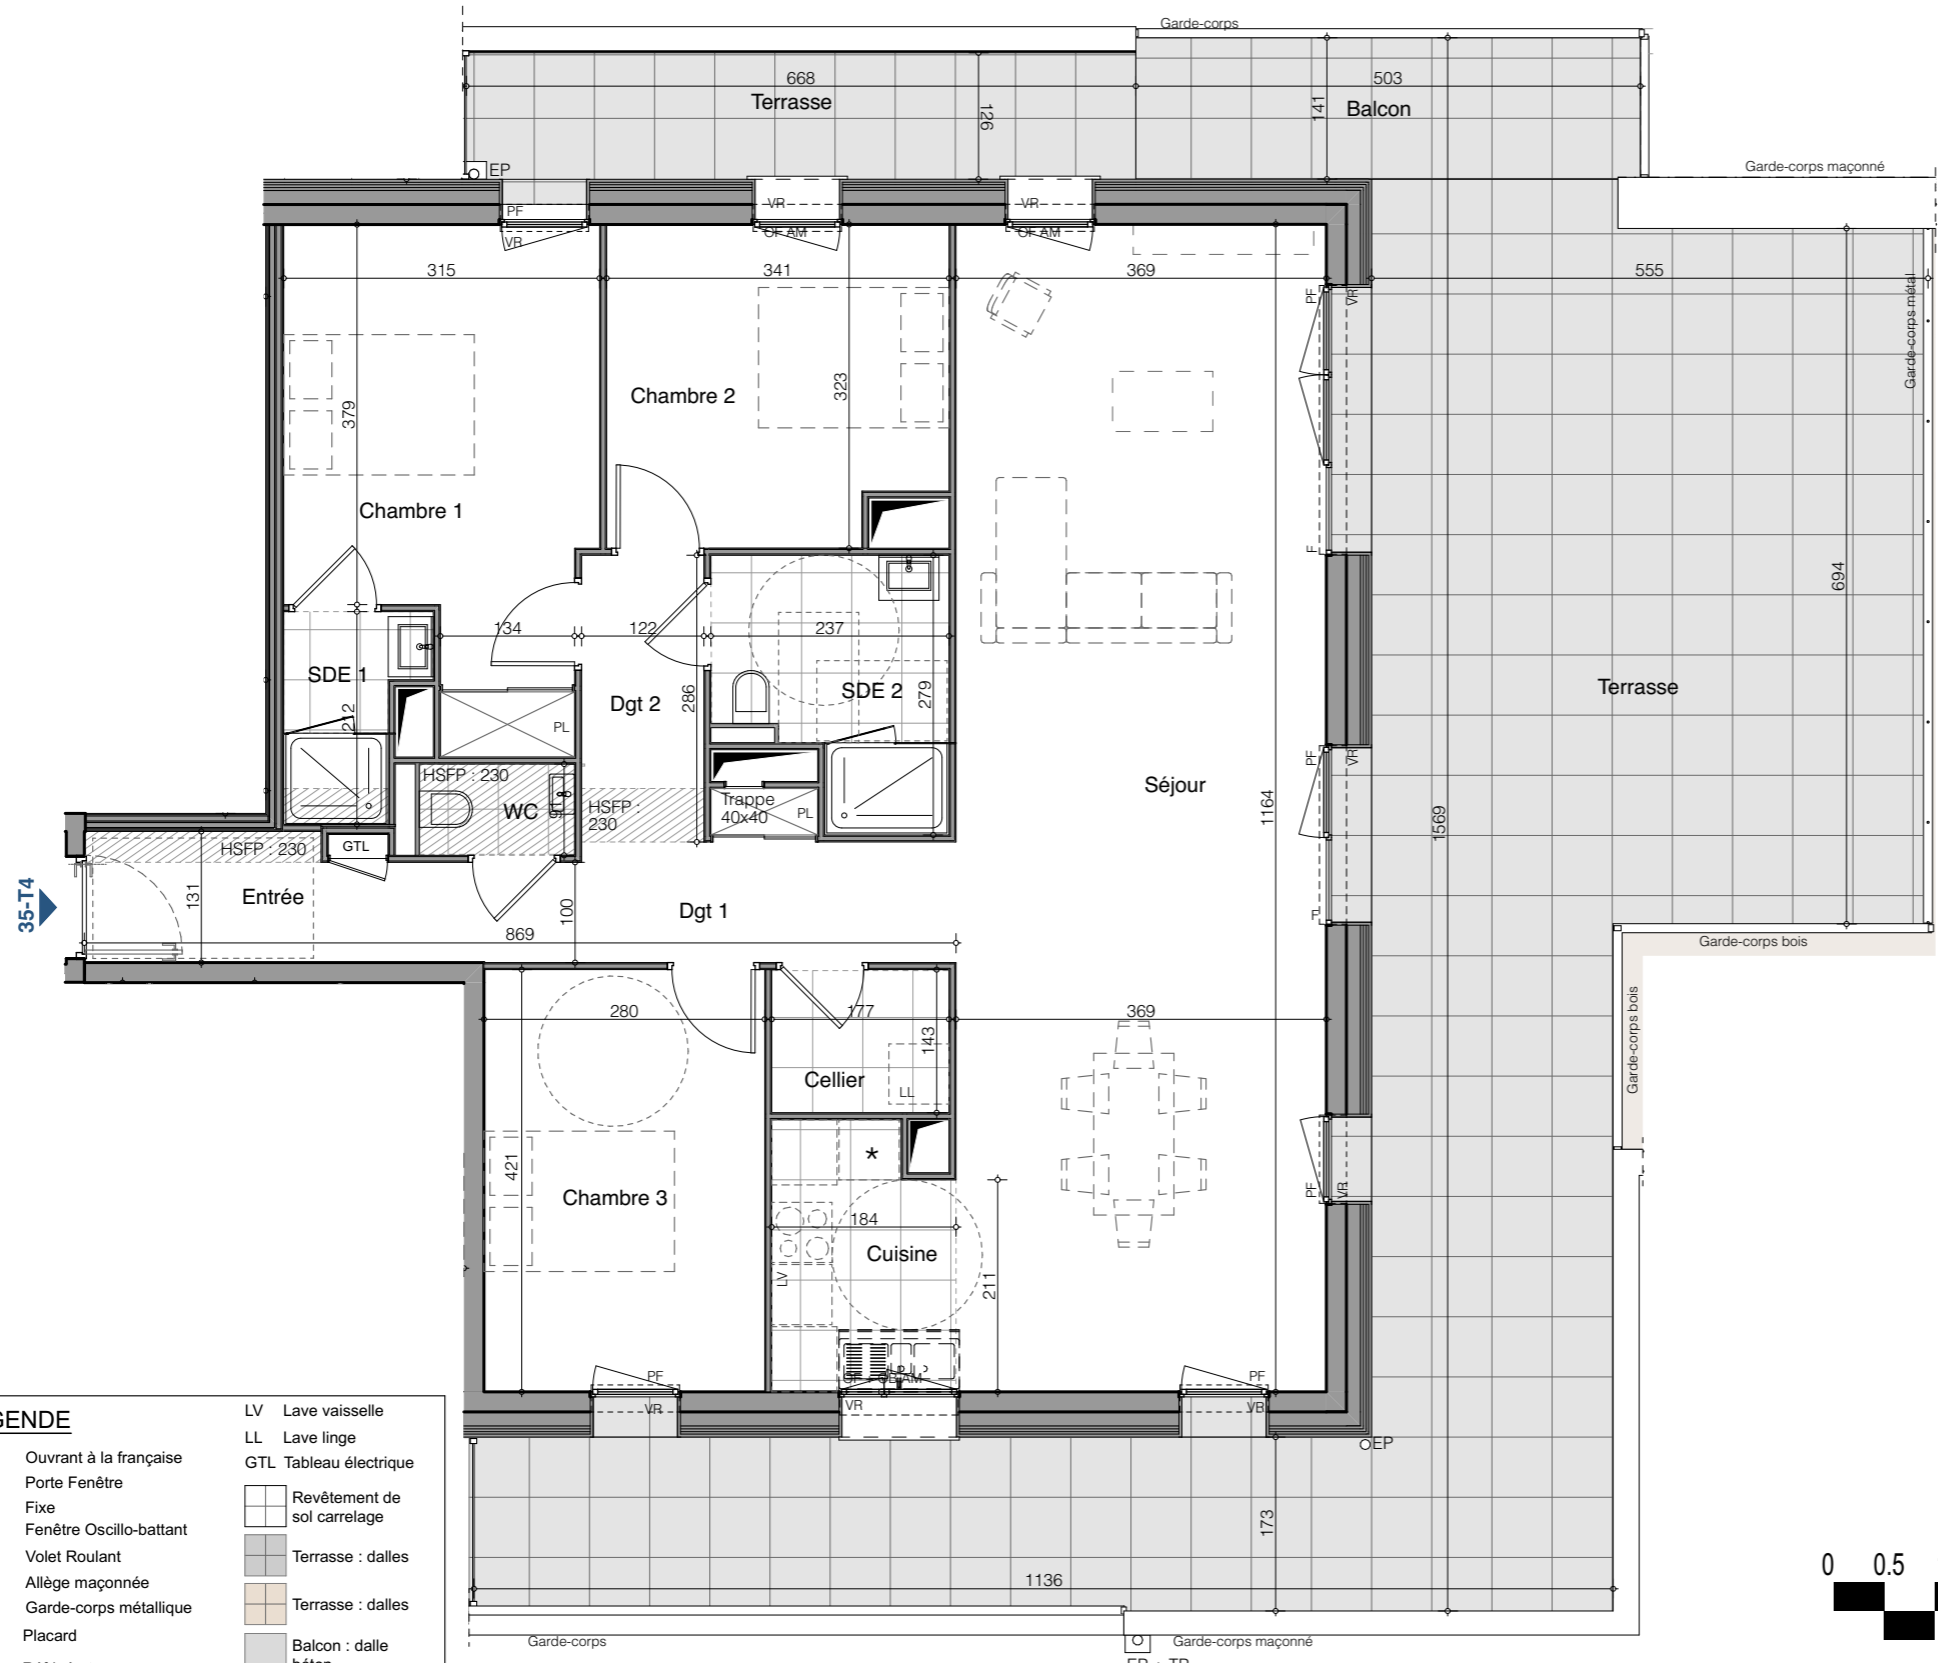 Garde-corps
668
503
Terrasse
Balcon
126
141
EP
Garde-corps maçonné
PF
VR
VR
VR
OF AM
OF AM
315
341
369
555
PF
VR
Garde-corps métal
379
323
Chambre 2
Chambre 1
F
694
134
122
237
SDE 1
Dgt 2
286
SDE 2
279
Terrasse
212
PL
PF
VR
HSFP : 230
WC
91
HSFP :
230
Trappe
40x40
PL
Séjour
1164
1569
HSFP : 230
GTL
35-T4
131
Entrée
100
Dgt 1
F
869
Garde-corps bois
280
177
369
143
Garde-corps bois
Cellier
LL
421
*
Chambre 3
PF
VR
184
Cuisine
LV
211
PF
VR
VR
PF
VR
EP
173
1136
Garde-corps
Garde-corps maçonné
GENDE
Ouvrant à la française
Porte Fenêtre
Fixe
Fenêtre Oscillo-battant
Volet Roulant
Allège maçonnée
Garde-corps métallique
Placard
LV Lave vaisselle
LL Lave linge
GTL Tableau électrique
Revêtement de
sol carrelage
Terrasse : dalles
Terrasse : dalles
Balcon : dalle
0 0.5